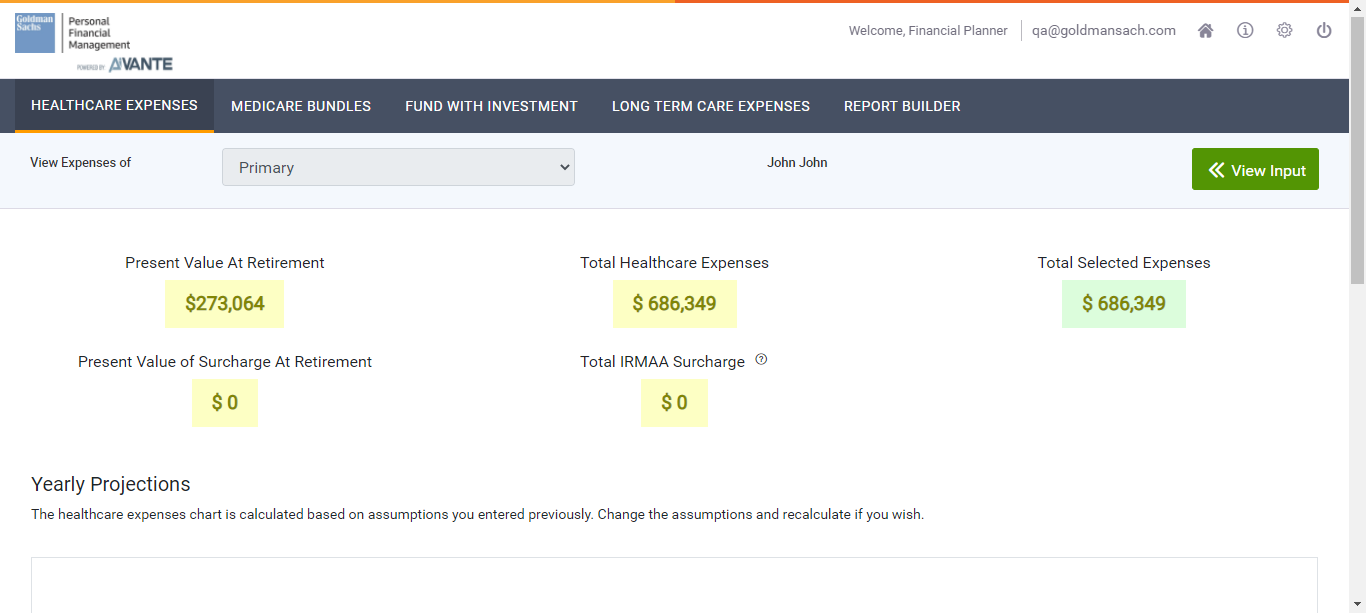 Goldman
Sachs
Personal
Financial
Management
POWERED BY AIVANTE
Welcome, Financial Planner
qa@goldmansach.com
HEALTHCARE EXPENSES
MEDICARE BUNDLES
FUND WITH INVESTMENT
LONG TERM CARE EXPENSES
REPORT BUILDER
View Expenses of
Primary
John John
View Input
Present Value At Retirement
$273,064
Total Healthcare Expenses
$ 686,349
Total Selected Expenses
$ 686,349
Present Value of Surcharge At Retirement
$ 0
Total IRMAA Surcharge
$ 0
Yearly Projections
The healthcare expenses chart is calculated based on assumptions you entered previously. Change the assumptions and recalculate if you wish.